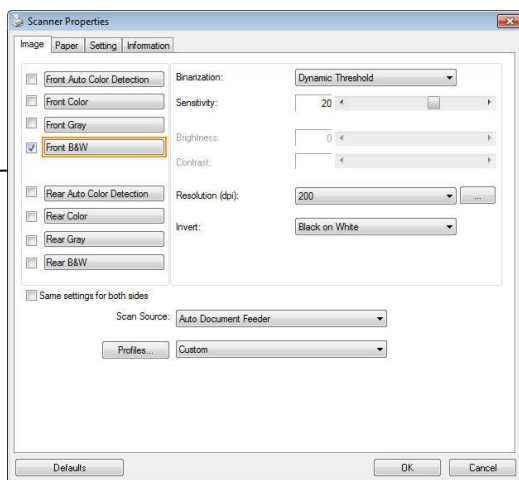 Scanner Properties
Image Paper Setting Information
Front Auto Color Detection
Front Color
Front Gray
Front B&W
Rear Auto Color Detection
Rear Color
Rear Gray
Rear B&W
Binarization: Dynamic Threshold
Sensitivity: 20
Brightness: 0
Contrast:
Resolution (dpi): 200 ...
Invert: Black on White
Same settings for both sides
Scan Source: Auto Document Feeder
Profiles... Custom
Defaults OK Cancel